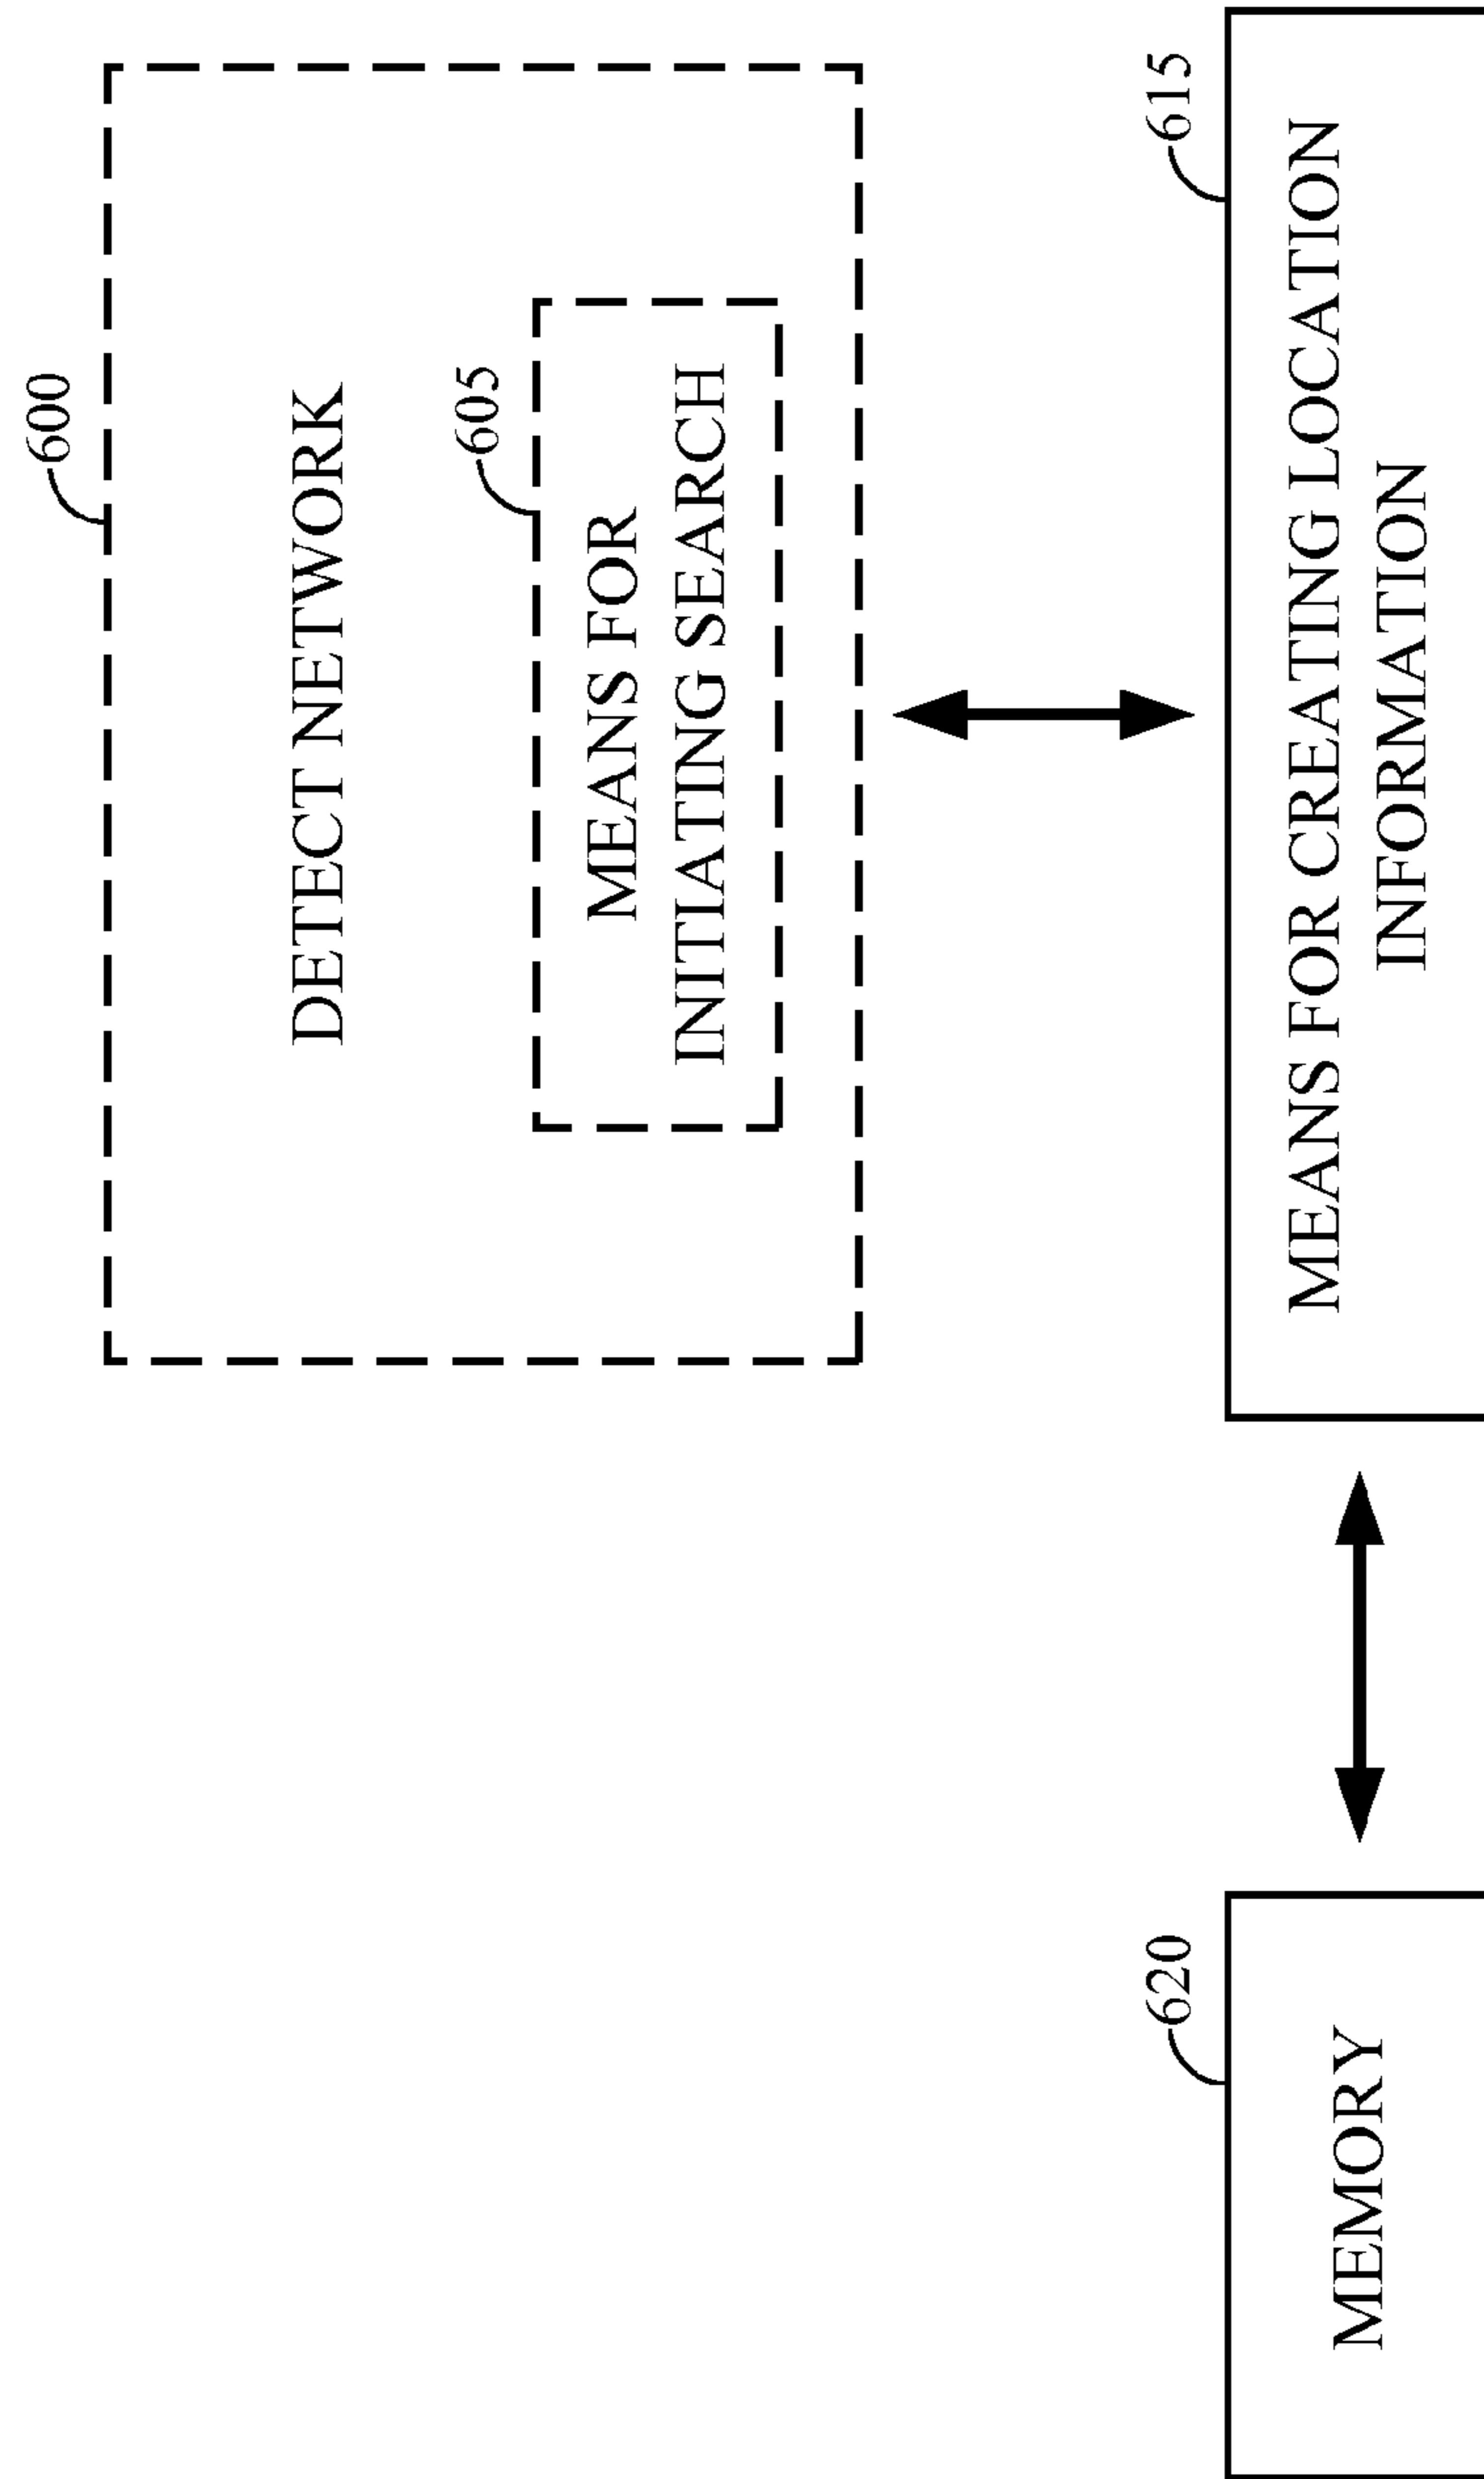 600
DETECT NETWORK
605
MEANS FOR
INITIATING SEARCH
620
MEMORY
615
MEANS FOR CREATING LOCATION
INFORMATION